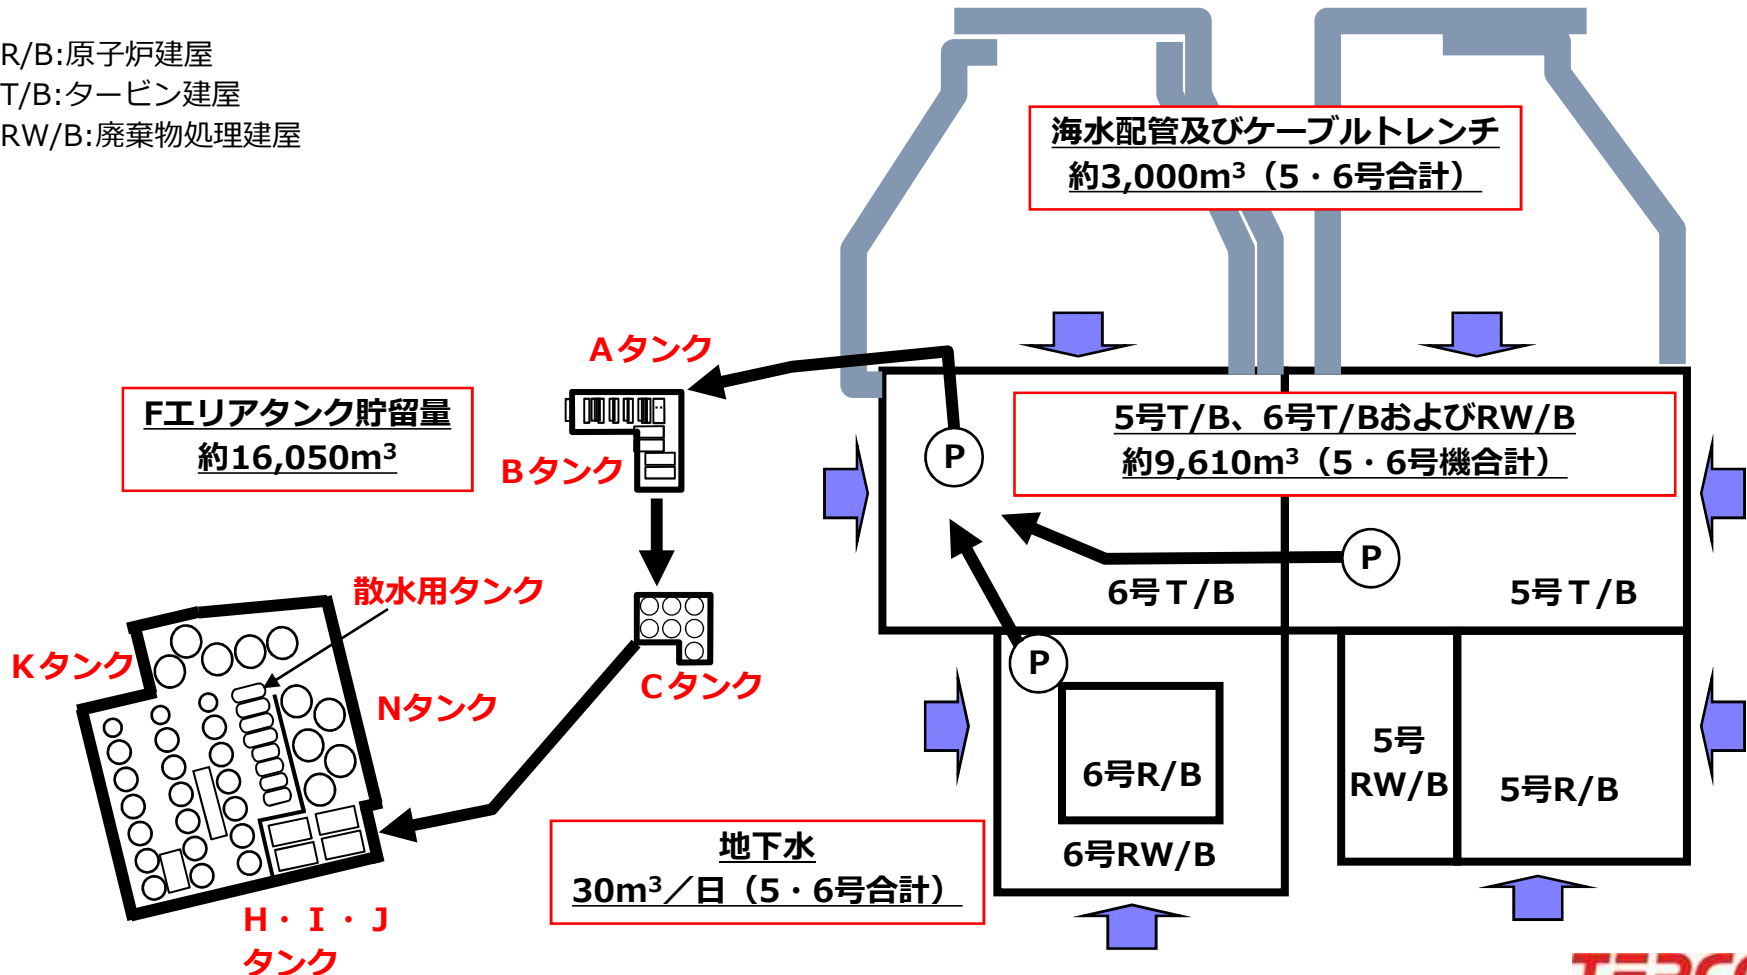 R/B:原子炉建屋
T/B:タービン建屋
RW/B:廃棄物処理建屋
海水配管及びケーブルトレンチ
約3,000m³（5・6号合計）
Aタンク
Fエリアタンク貯留量
約16,050m³
Bタンク
5号T/B、6号T/BおよびRW/B
約9,610m³（5・6号機合計）
P
P
6号T/B
5号T/B
散水用タンク
Kタンク
Nタンク
Cタンク
P
6号R/B
6号RW/B
5号
RW/B
5号R/B
地下水
30m³／日（5・6号合計）
H・I・J
タンク